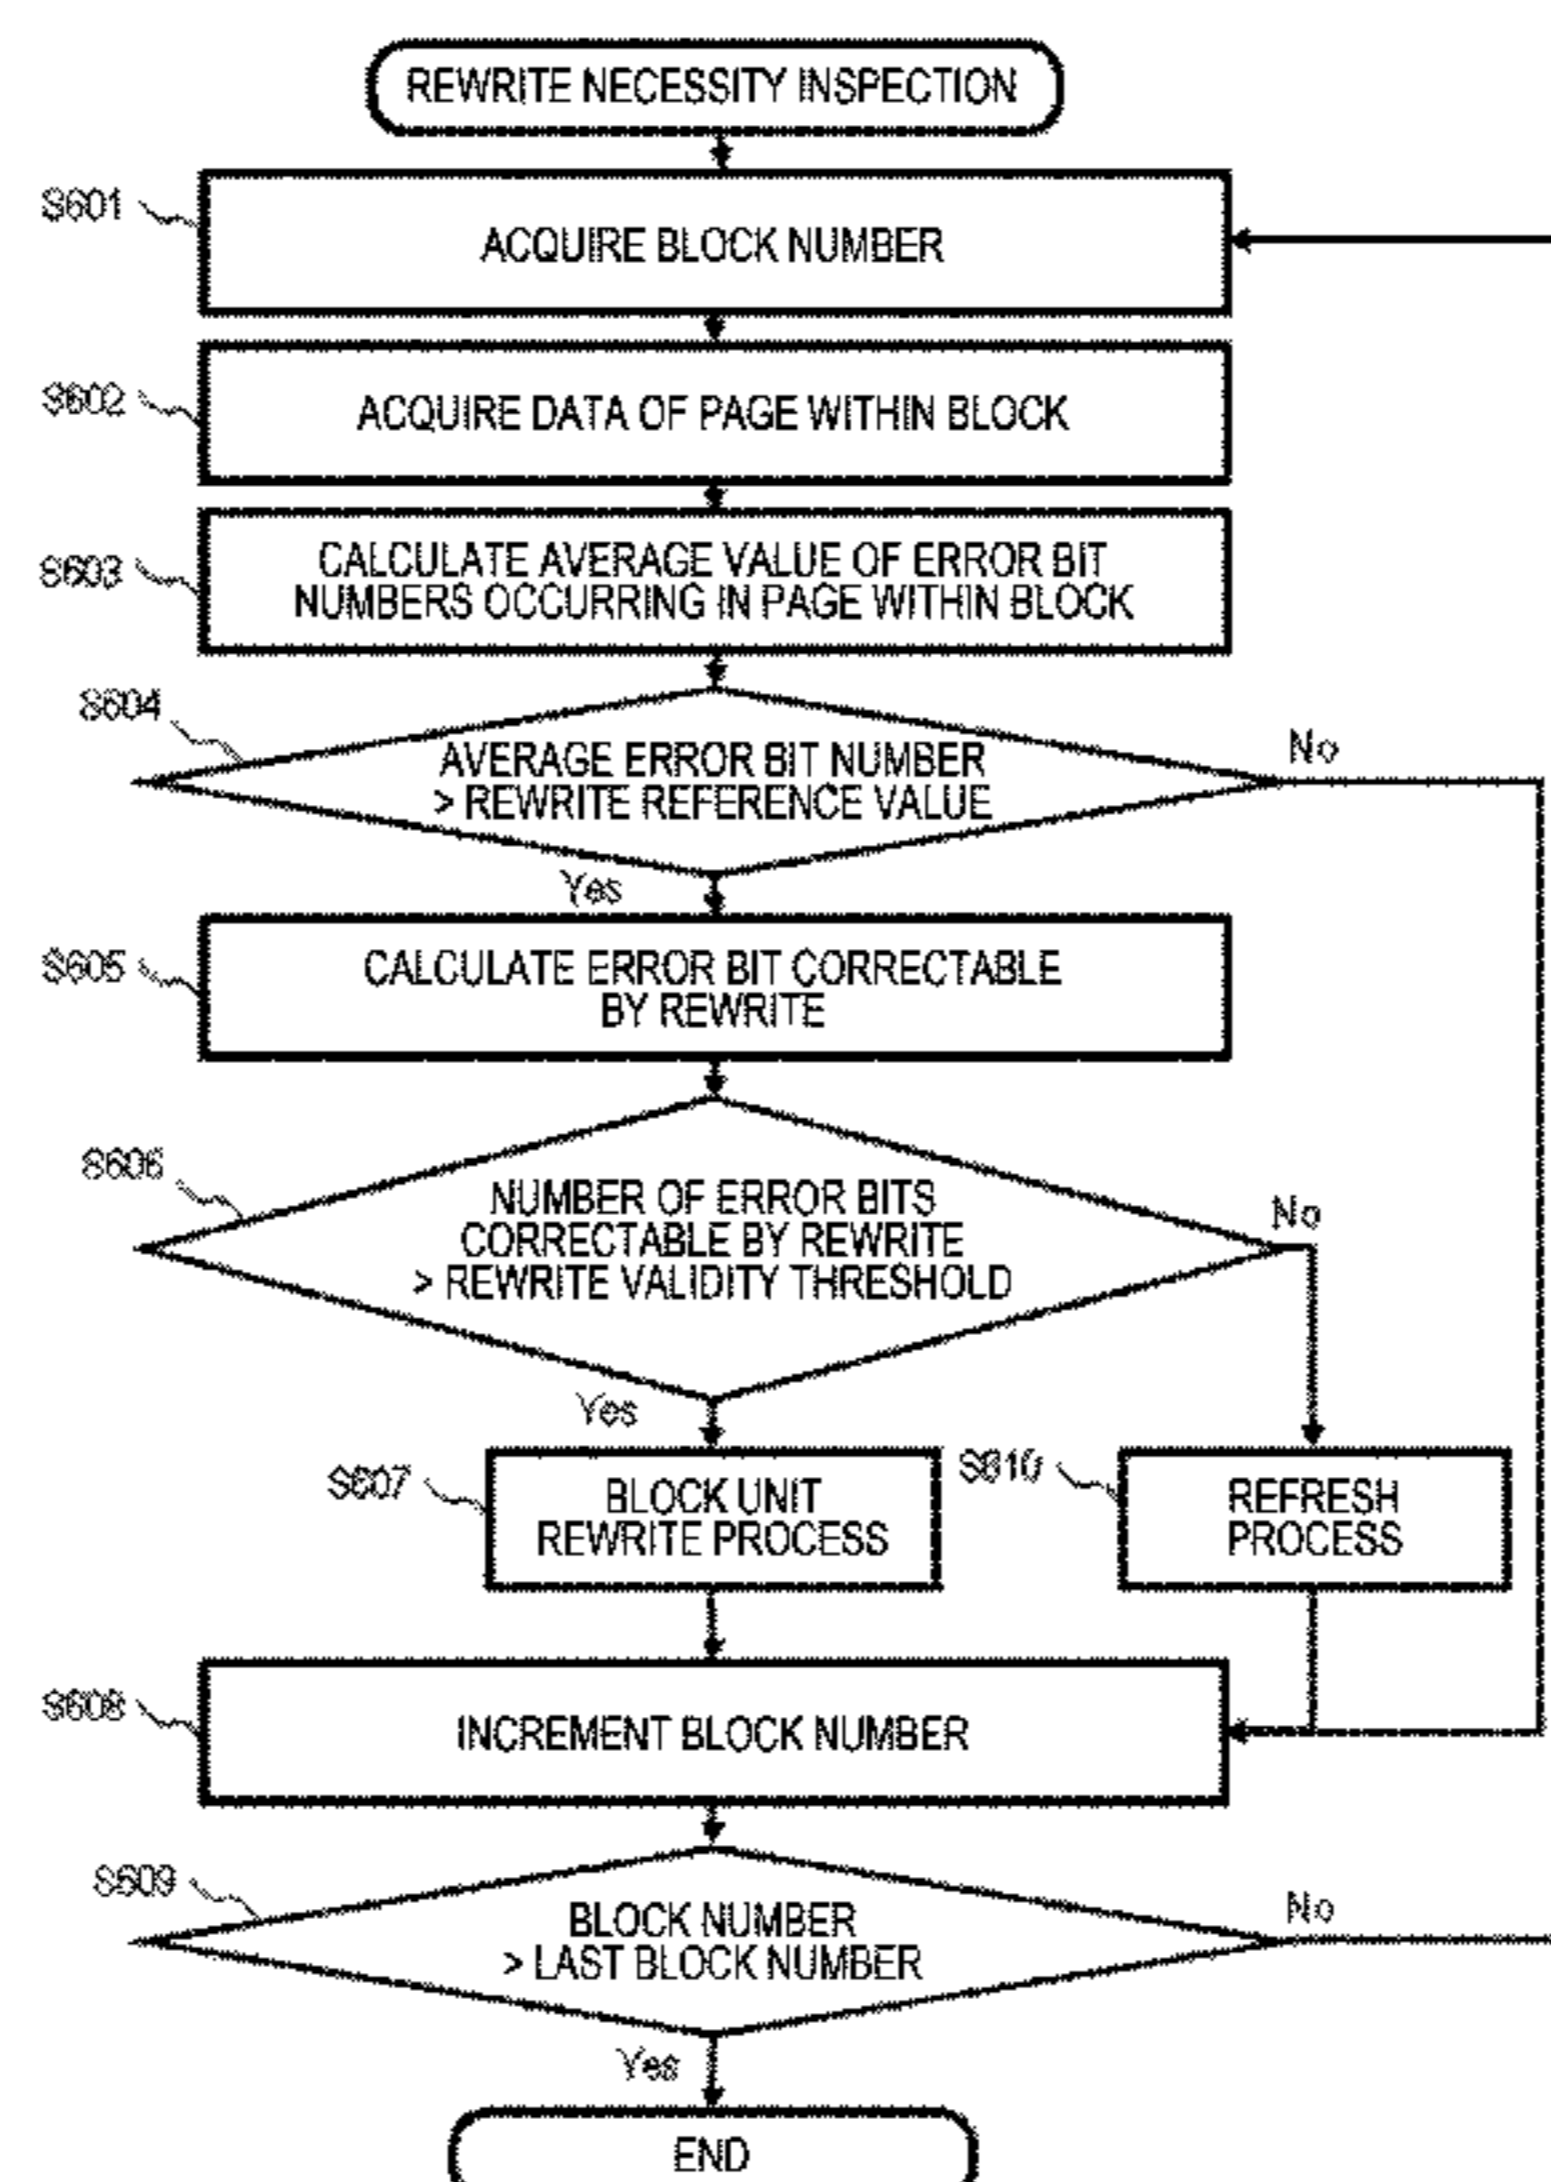 REWRITE NECESSITY INSPECTION
S601
ACQUIRE BLOCK NUMBER
S602
ACQUIRE DATA OF PAGE WITHIN BLOCK
S603
CALCULATE AVERAGE VALUE OF ERROR BIT
NUMBERS OCCURRING IN PAGE WITHIN BLOCK
S604
AVERAGE ERROR BIT NUMBER
> REWRITE REFERENCE VALUE
No
Yes
S605
CALCULATE ERROR BIT CORRECTABLE
BY REWRITE
S606
NUMBER OF ERROR BITS
CORRECTABLE BY REWRITE
> REWRITE VALIDITY THRESHOLD
No
Yes
S607
BLOCK UNIT
REWRITE PROCESS
S610
REFRESH
PROCESS
S608
INCREMENT BLOCK NUMBER
S609
BLOCK NUMBER
> LAST BLOCK NUMBER
No
Yes
END